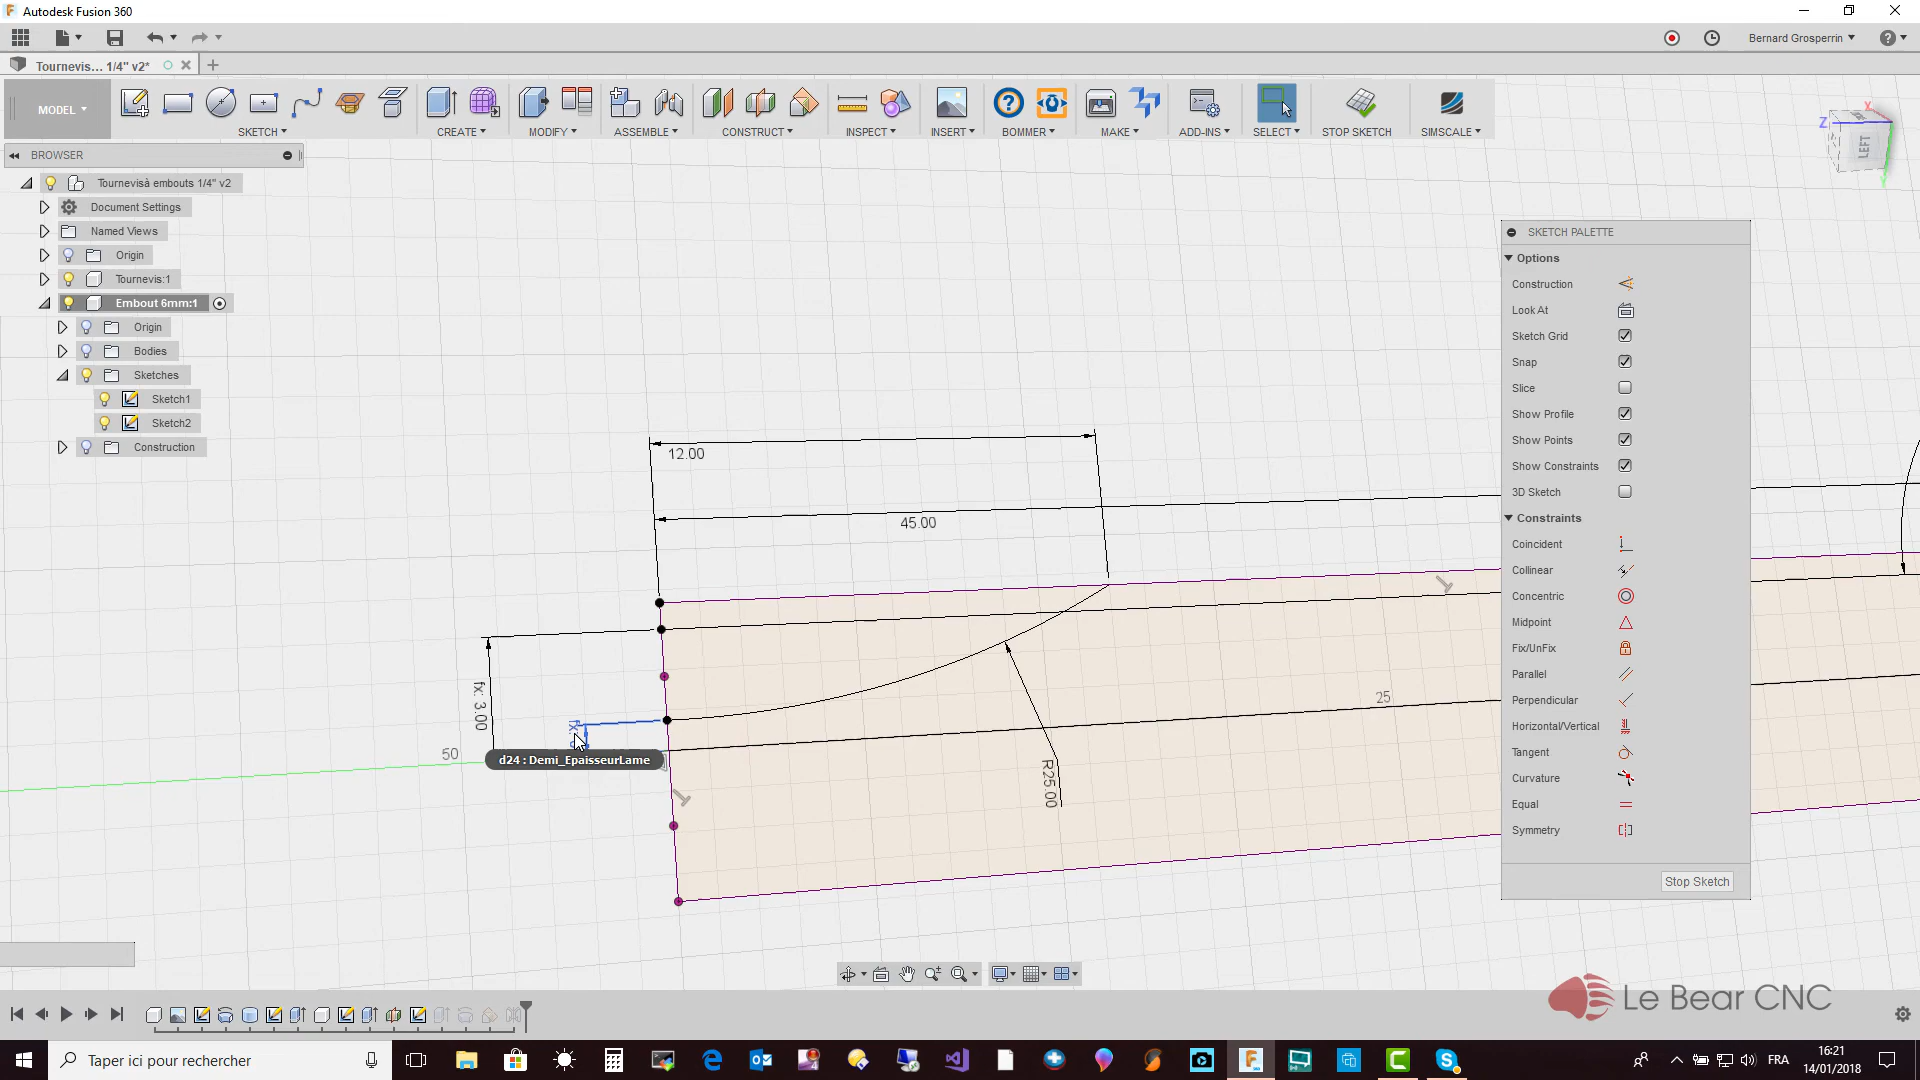 Autodesk Fusion 360
Bernard Grosperrin
Tournevis... 1/4" v2*
MODEL
SKETCH
CREATE
MODIFY
ASSEMBLE
CONSTRUCT
INSPECT
INSERT
BOMMER
MAKE
ADD-INS
SELECT
STOP SKETCH
SIMSCALE
BROWSER
Tournevisà embouts 1/4" v2
Document Settings
Named Views
Origin
Tournevis:1
Embout 6mm:1
Origin
Bodies
Sketches
Sketch1
Sketch2
Construction
X
Z
LEFT
Y
SKETCH PALETTE
Options
Construction
Look At
Sketch Grid
Snap
Slice
Show Profile
Show Points
Show Constraints
3D Sketch
Constraints
Coincident
Collinear
Concentric
Midpoint
Fix/UnFix
Parallel
Perpendicular
Horizontal/Vertical
Tangent
Curvature
Equal
Symmetry
Stop Sketch
12.00
45.00
fx: 3.00
25
50
d24 : Demi_EpaisseurLame
R25.00
Le Bear CNC
Taper ici pour rechercher
FRA
16:21
14/01/2018